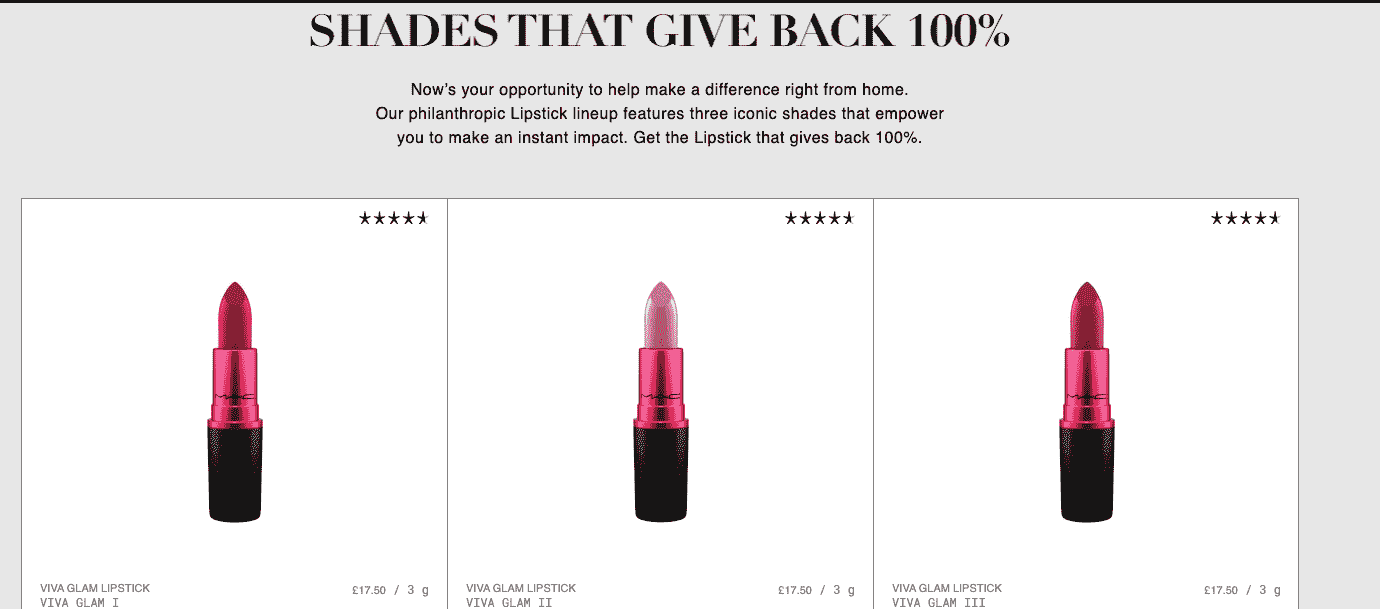 SHADES THAT GIVE BACK 100%
Now's your opportunity to help make a difference right from home.
Our philanthropic Lipstick lineup features three iconic shades that empower
you to make an instant impact. Get the Lipstick that gives back 100%.
MAC
MAC
MAC
VIVA GLAM LIPSTICK £17.50 / 3 g
VIVA GLAM I
VIVA GLAM LIPSTICK £17.50 / 3 g
VIVA GLAM II
VIVA GLAM LIPSTICK £17.50 / 3 g
VIVA GLAM III